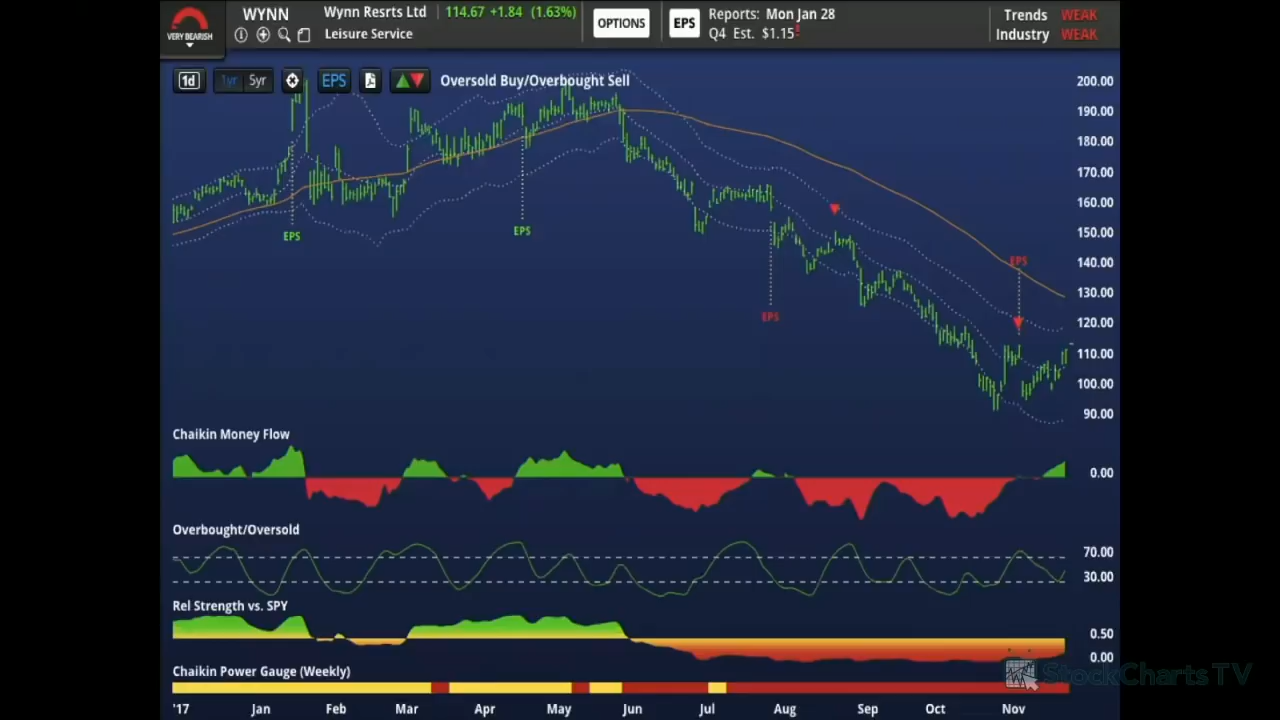 VERY BEARISH
WYNN
Wynn Resrts Ltd
114.67 +1.84 (1.63%)
Leisure Service
OPTIONS
EPS
Reports: Mon Jan 28
Q4 Est. $1.15
Trends WEAK
Industry WEAK
1d
1yr 5yr
EPS
Oversold Buy/Overbought Sell
200.00
190.00
180.00
170.00
160.00
150.00
140.00
130.00
120.00
110.00
100.00
90.00
EPS
EPS
EPS
EPS
Chaikin Money Flow
0.00
Overbought/Oversold
70.00
30.00
Rel Strength vs. SPY
0.50
0.00
Chaikin Power Gauge (Weekly)
StockCharts TV
'17 Jan Feb Mar Apr May Jun Jul Aug Sep Oct Nov